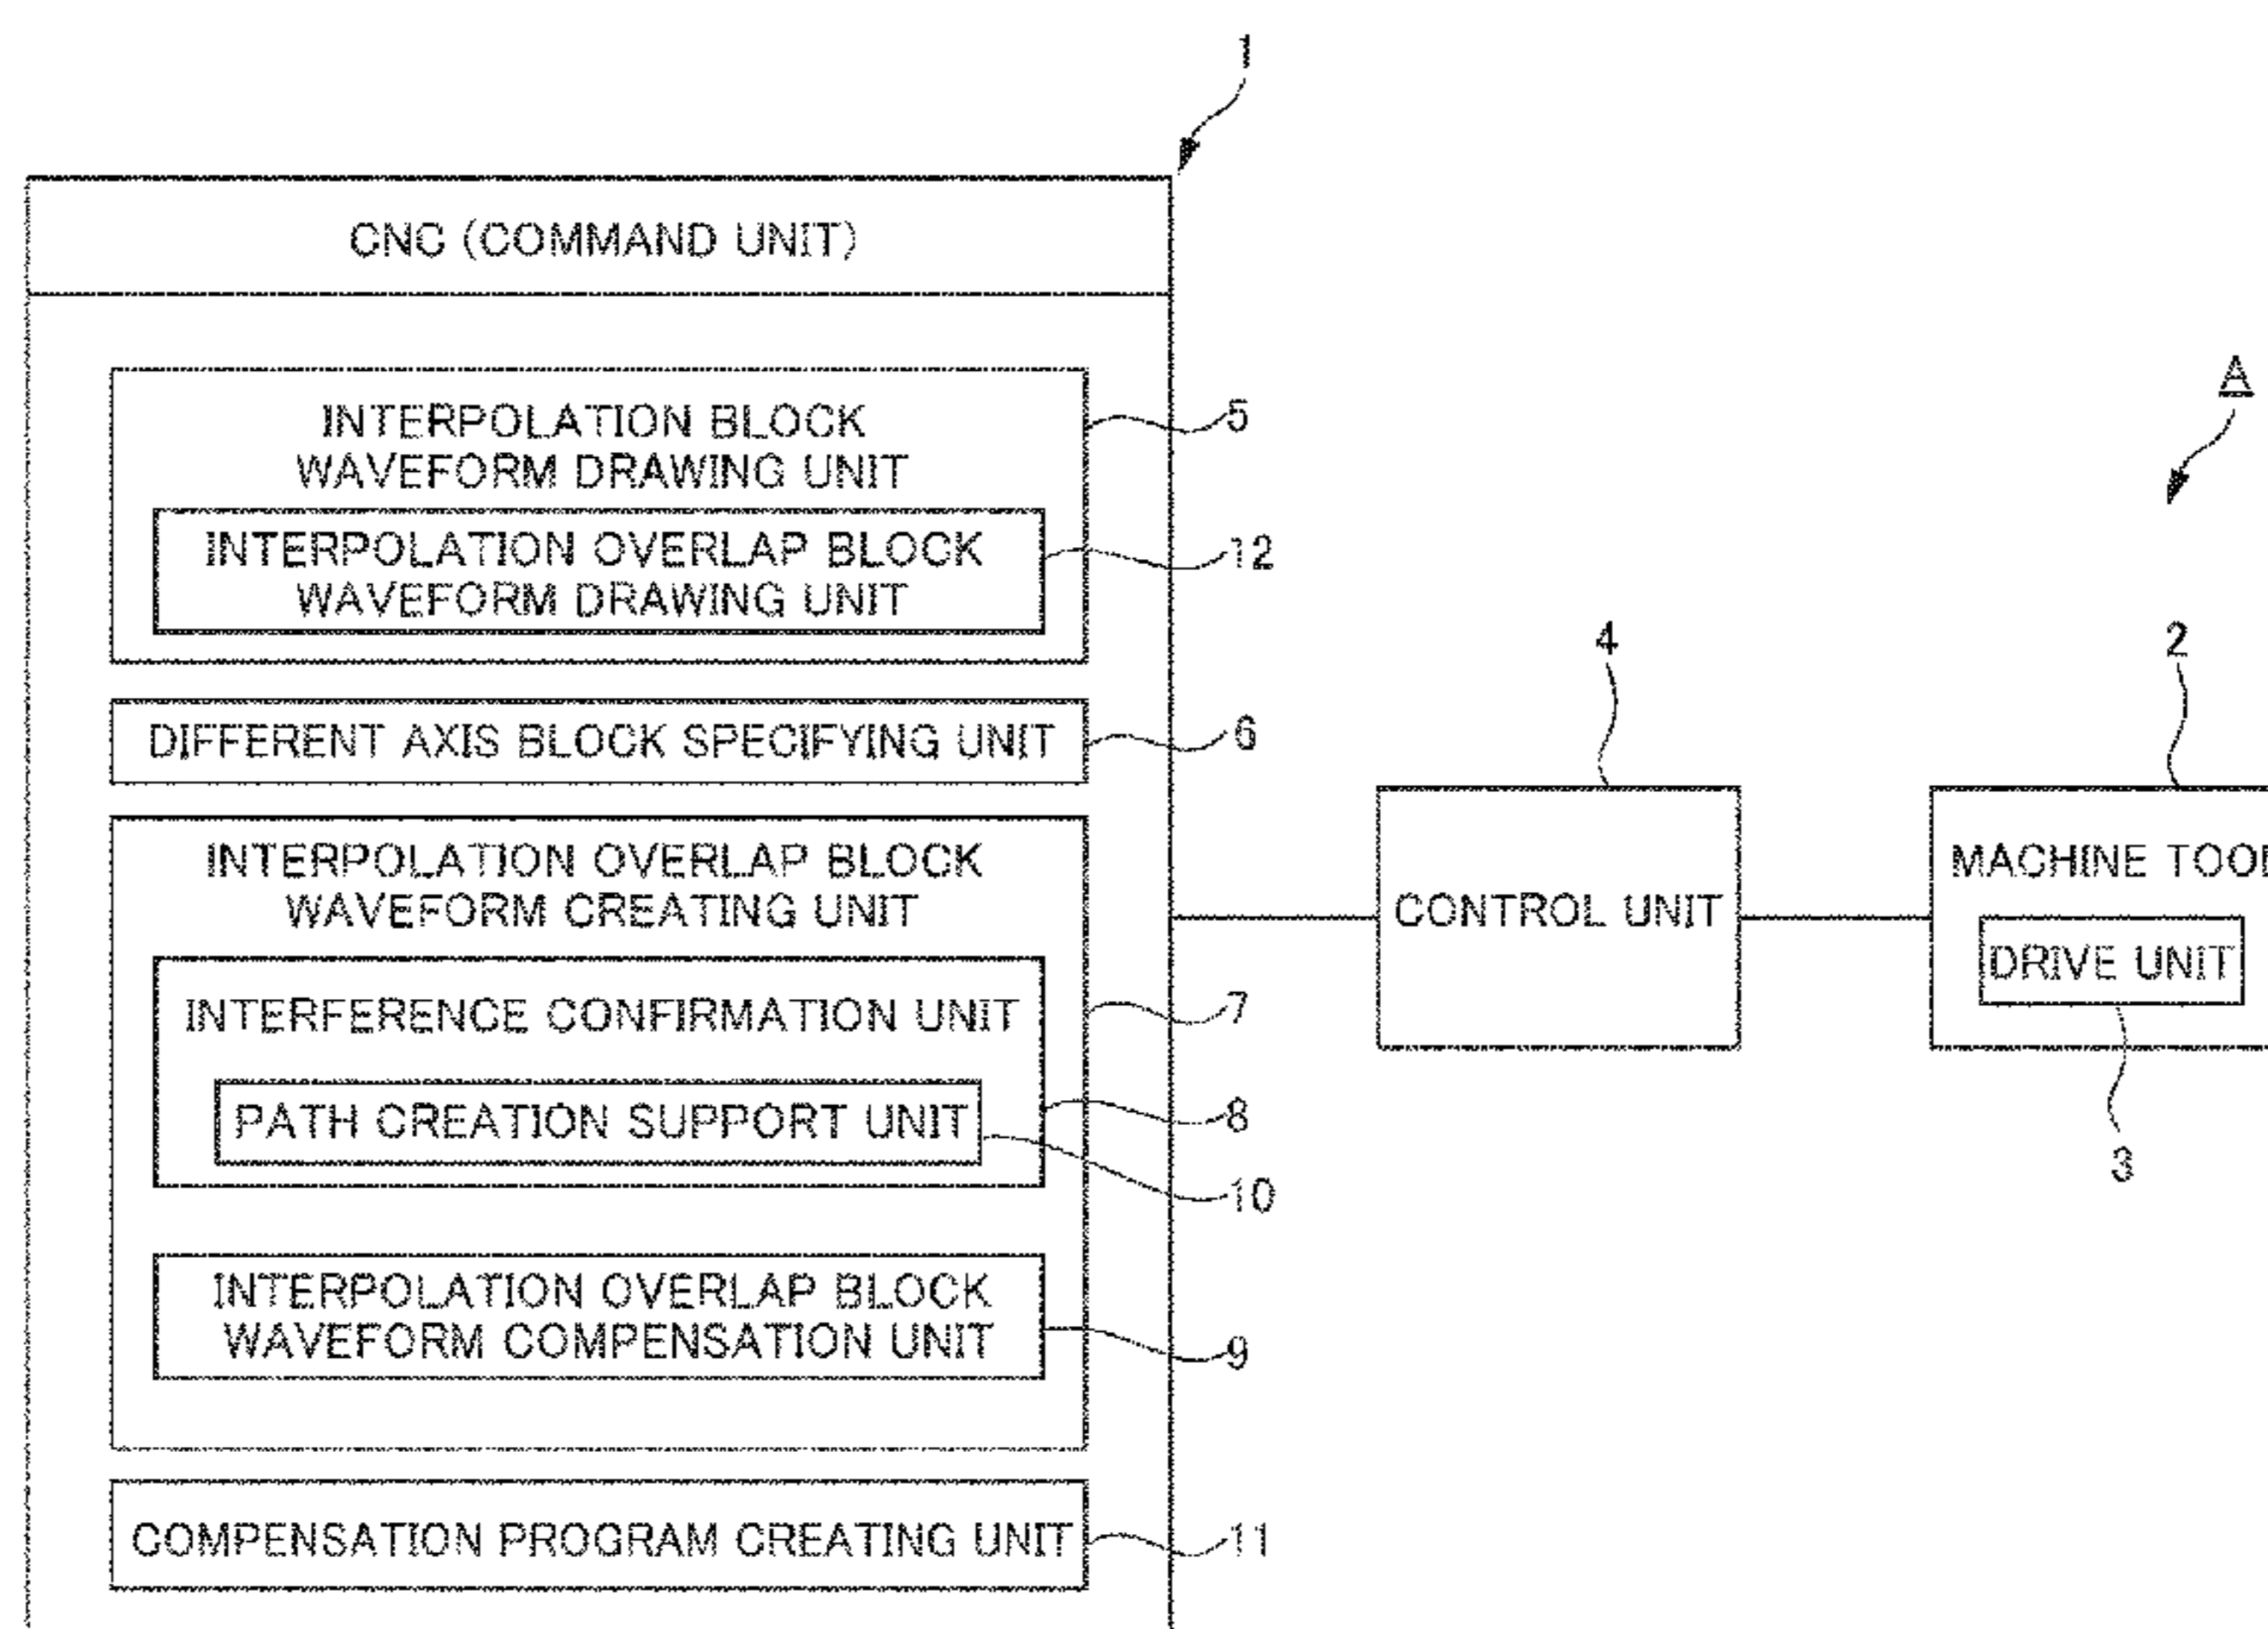 1
CNC (COMMAND UNIT)
A
INTERPOLATION BLOCK
WAVEFORM DRAWING UNIT
5
INTERPOLATION OVERLAP BLOCK
WAVEFORM DRAWING UNIT
12
DIFFERENT AXIS BLOCK SPECIFYING UNIT
6
INTERPOLATION OVERLAP BLOCK
WAVEFORM CREATING UNIT
7
INTERFERENCE CONFIRMATION UNIT
8
PATH CREATION SUPPORT UNIT
10
INTERPOLATION OVERLAP BLOCK
WAVEFORM COMPENSATION UNIT
9
COMPENSATION PROGRAM CREATING UNIT
11
4
CONTROL UNIT
2
MACHINE TOOL
DRIVE UNIT
3